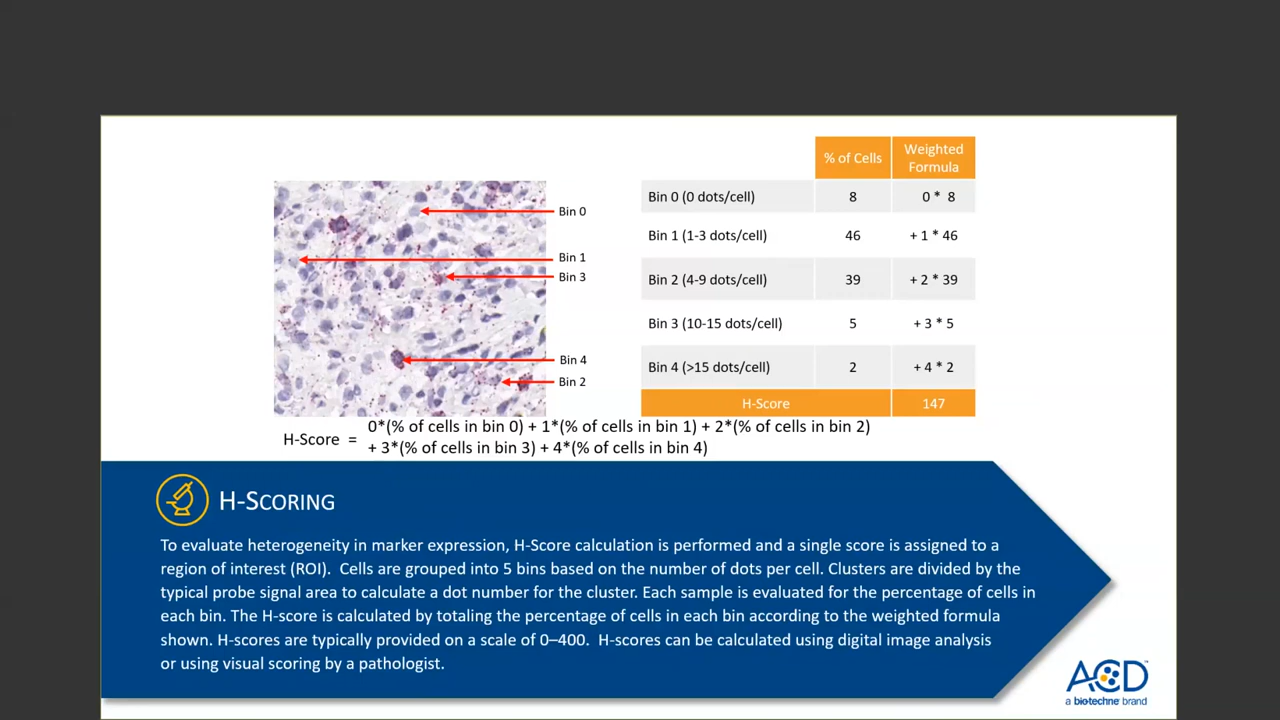 % of Cells Weighted Formula
Bin 0 (0 dots/cell) 8 0 * 8
Bin 1 (1-3 dots/cell) 46 + 1 * 46
Bin 2 (4-9 dots/cell) 39 + 2 * 39
Bin 3 (10-15 dots/cell) 5 + 3 * 5
Bin 4 (>15 dots/cell) 2 + 4 * 2
H-Score 147
Bin 0
Bin 1
Bin 3
Bin 4
Bin 2
H-Score = 0*(% of cells in bin 0) + 1*(% of cells in bin 1) + 2*(% of cells in bin 2)
+ 3*(% of cells in bin 3) + 4*(% of cells in bin 4)
H-SCORING
To evaluate heterogeneity in marker expression, H-Score calculation is performed and a single score is assigned to a
region of interest (ROI). Cells are grouped into 5 bins based on the number of dots per cell. Clusters are divided by the
typical probe signal area to calculate a dot number for the cluster. Each sample is evaluated for the percentage of cells in
each bin. The H-score is calculated by totaling the percentage of cells in each bin according to the weighted formula
shown. H-scores are typically provided on a scale of 0–400. H-scores can be calculated using digital image analysis
or using visual scoring by a pathologist.
ACD™
a biotechne brand